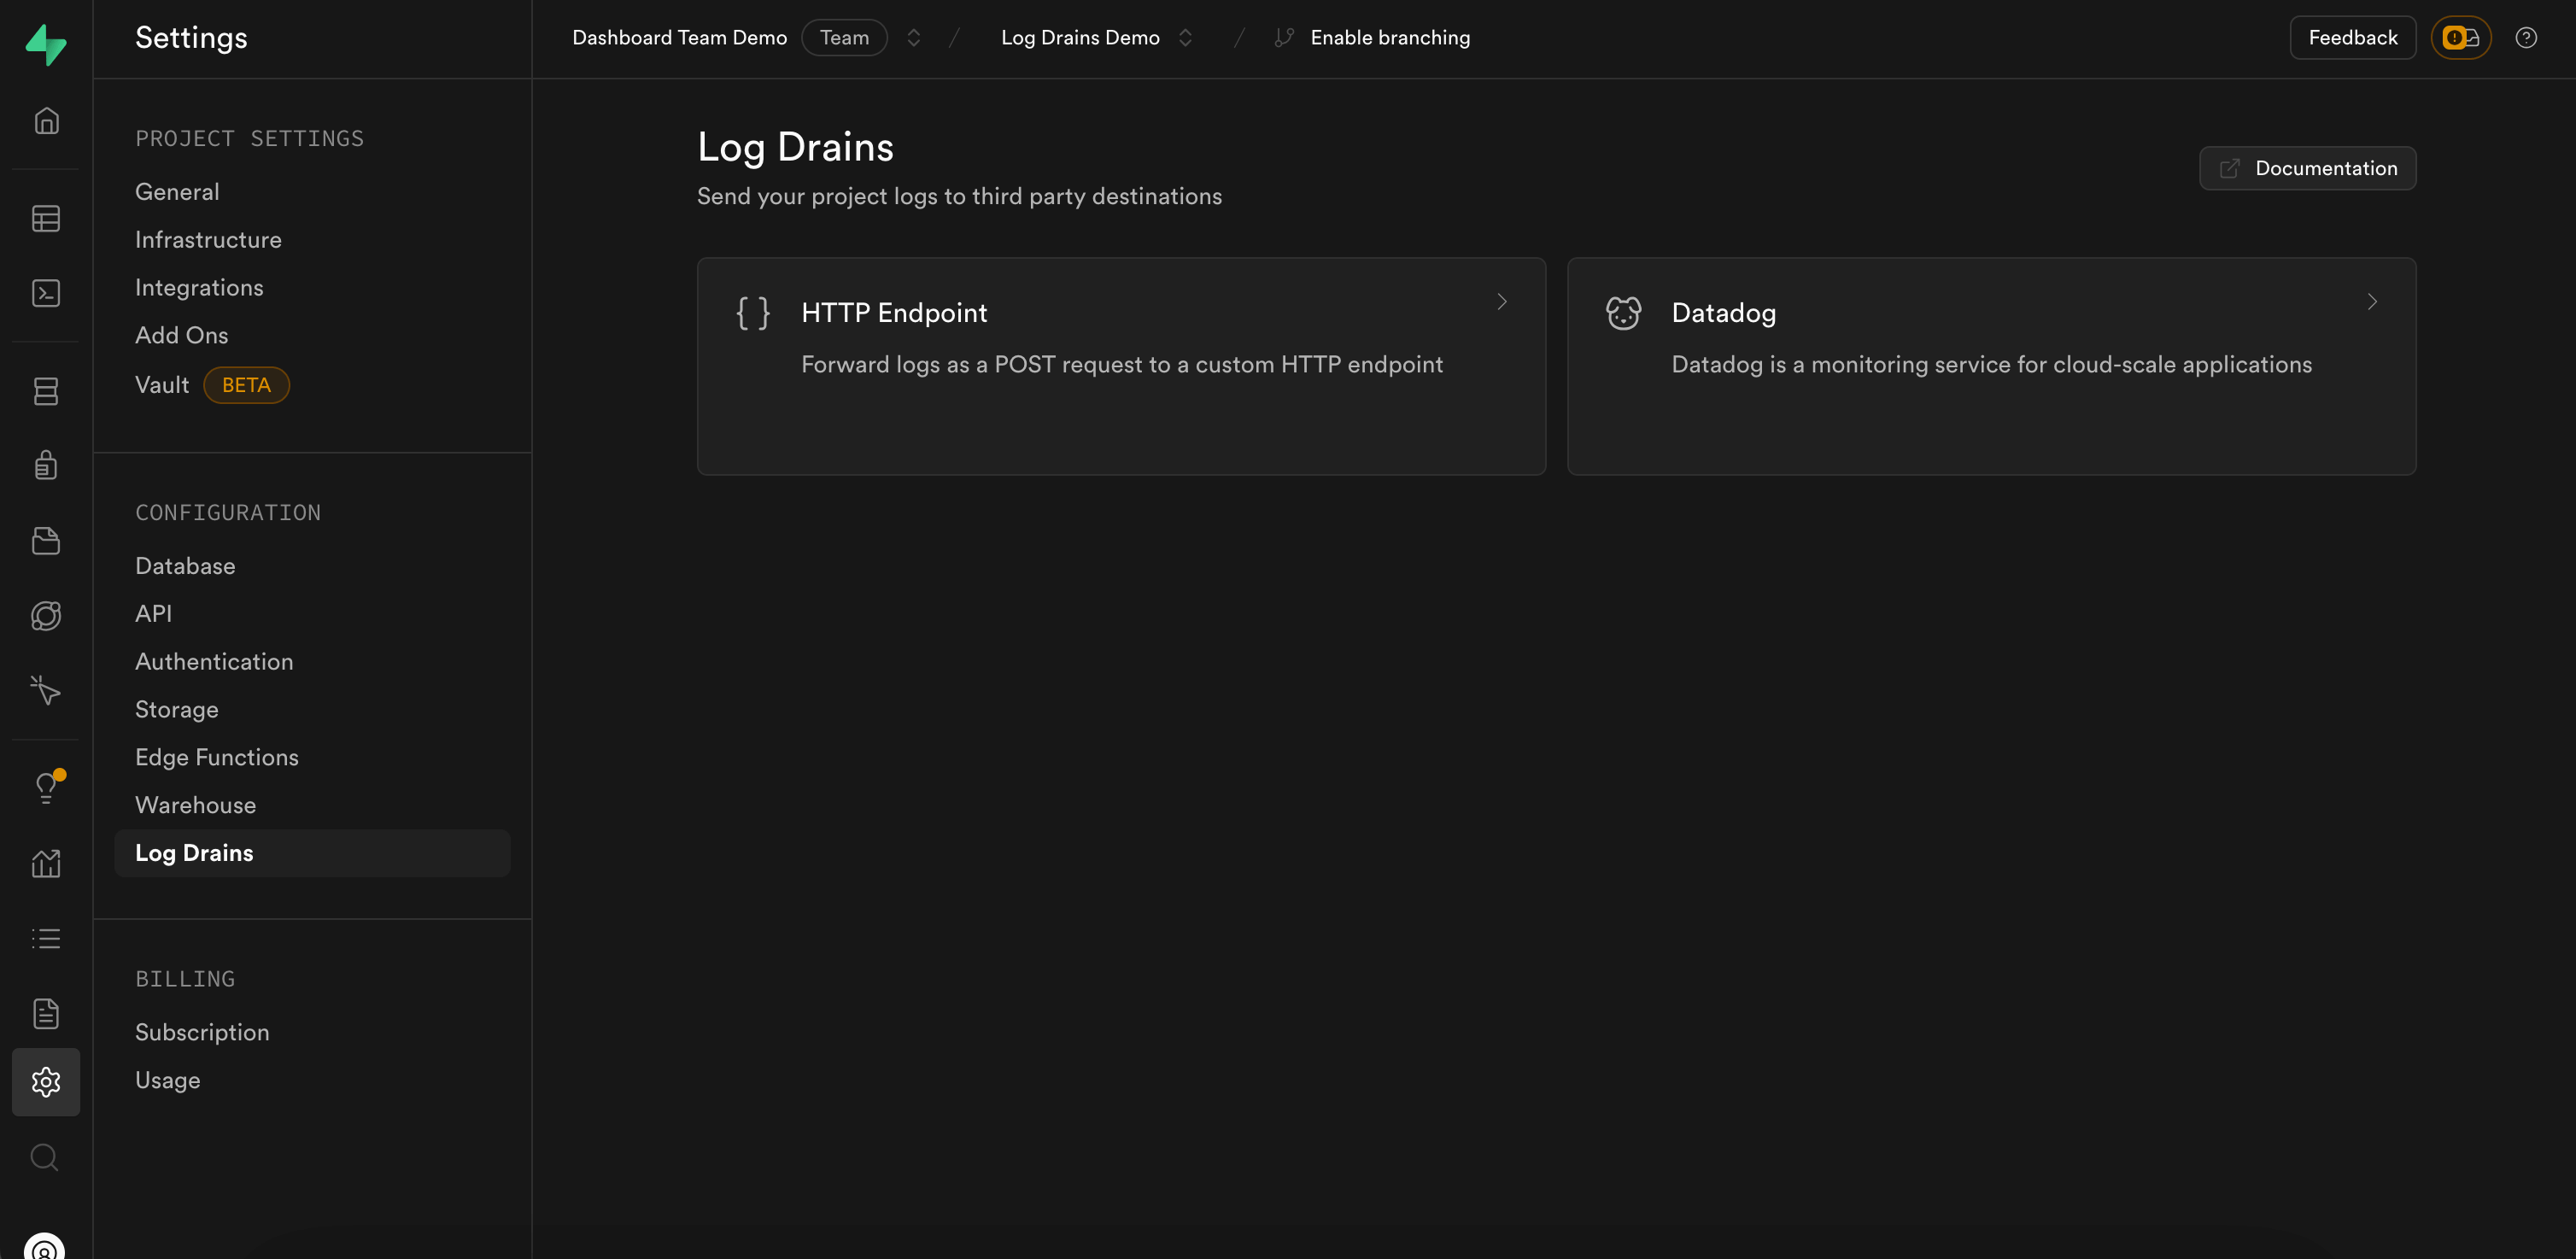 Settings
Dashboard Team Demo Team / Log Drains Demo / Enable branching
Feedback
PROJECT SETTINGS
General
Infrastructure
Integrations
Add Ons
Vault BETA
CONFIGURATION
Database
API
Authentication
Storage
Edge Functions
Warehouse
Log Drains
BILLING
Subscription
Usage
Log Drains
Send your project logs to third party destinations
Documentation
{ } HTTP Endpoint
Forward logs as a POST request to a custom HTTP endpoint
Datadog
Datadog is a monitoring service for cloud-scale applications